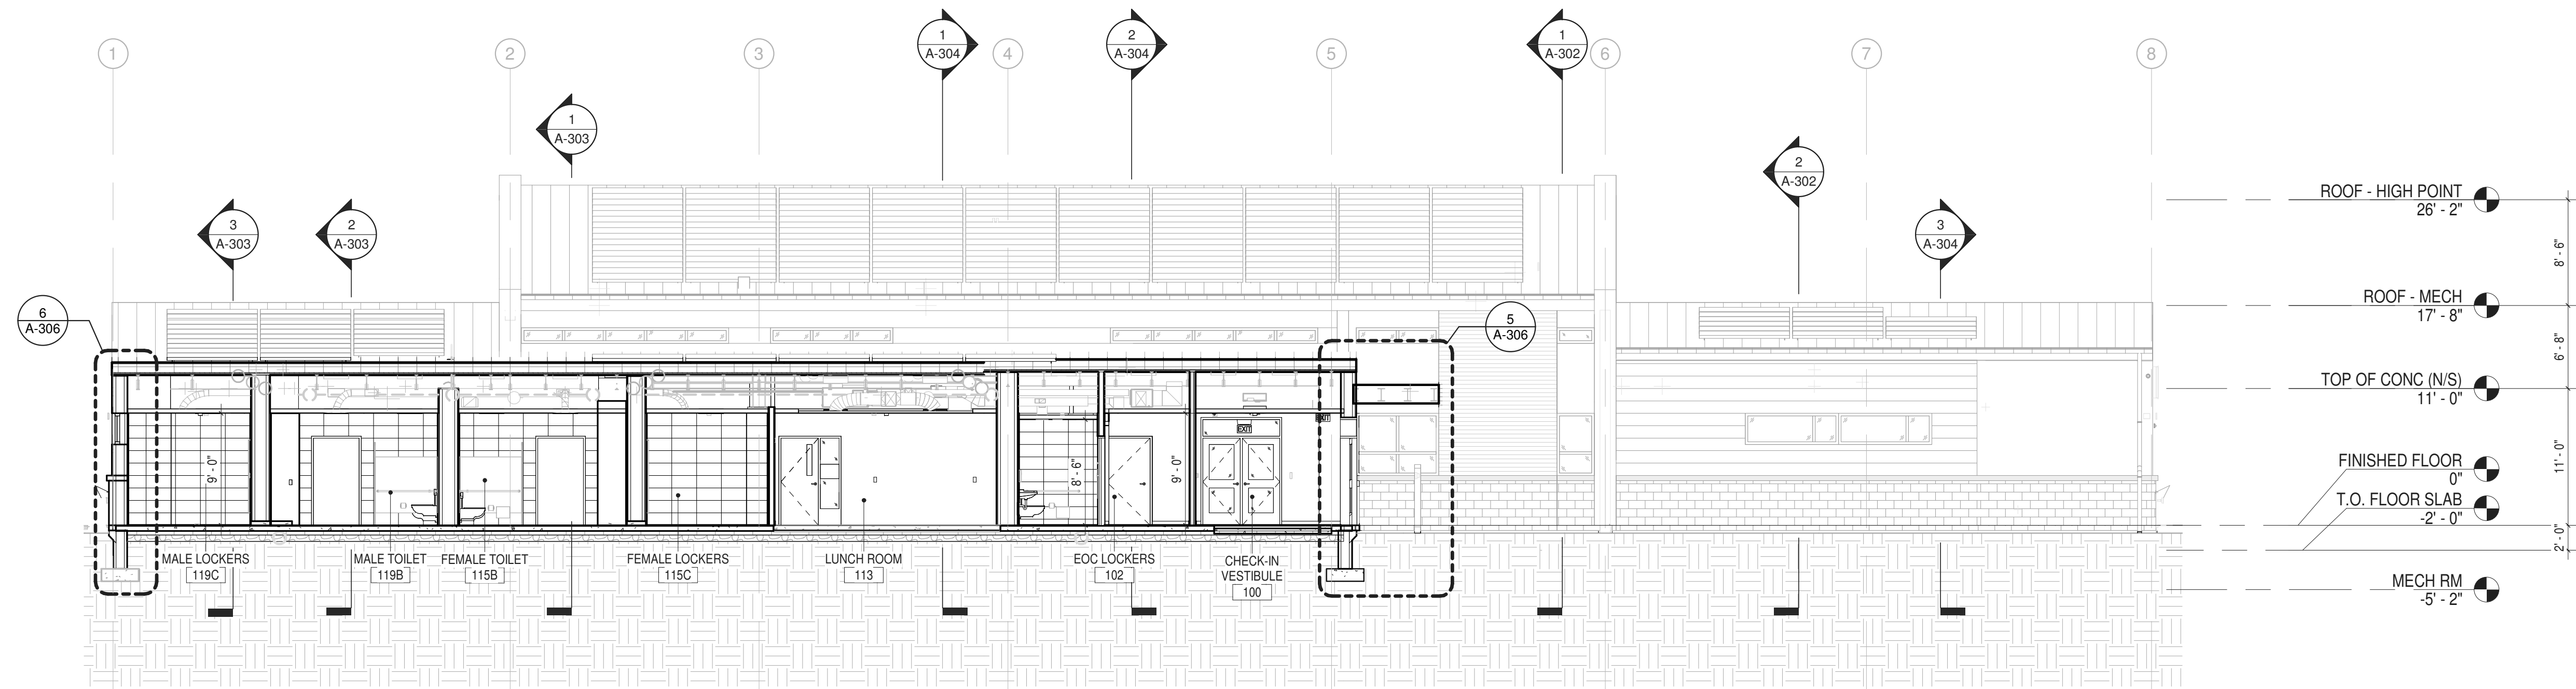 1
2
3
4
5
6
7
8
1
A-304
2
A-304
1
A-302
1
A-303
2
A-302
3
A-303
2
A-303
3
A-304
6
A-306
5
A-306
ROOF - HIGH POINT
26' - 2"
8' - 6"
ROOF - MECH
17' - 8"
6' - 8"
TOP OF CONC (N/S)
11' - 0"
11' - 0"
FINISHED FLOOR
0"
T.O. FLOOR SLAB
-2' - 0"
2' - 0"
MECH RM
-5' - 2"
EXIT
EXIT
9' - 0"
8' - 6"
9' - 0"
MALE LOCKERS
119C
MALE TOILET
119B
FEMALE TOILET
115B
FEMALE LOCKERS
115C
LUNCH ROOM
113
EOC LOCKERS
102
CHECK-IN
VESTIBULE
100